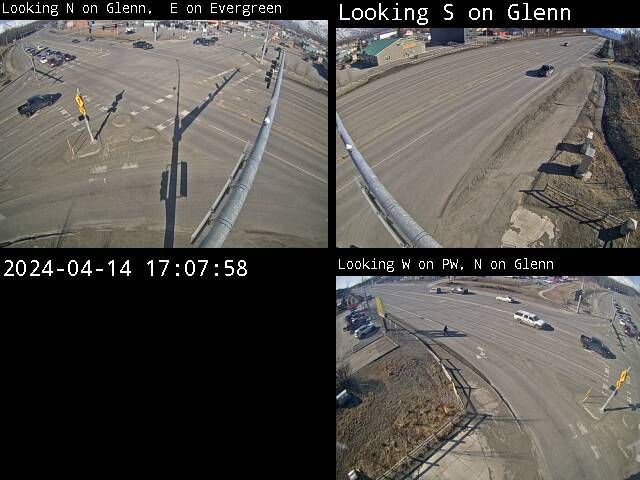 Looking N on Glenn, E on Evergreen
Looking S on Glenn
2024-04-14 17:07:58
Looking W on PW, N on Glenn